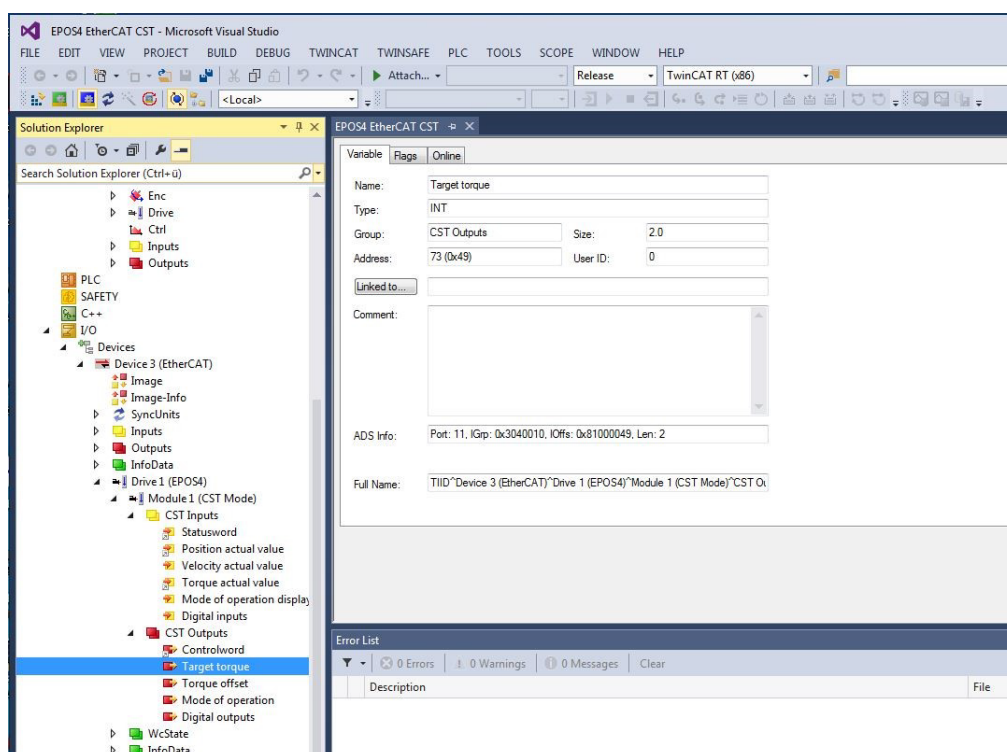 EPOS4 EtherCAT CST - Microsoft Visual Studio
FILE EDIT VIEW PROJECT BUILD DEBUG TWINCAT TWINSAFE PLC TOOLS SCOPE WINDOW HELP
Attach... Release TwinCAT RT (x86)
<Local>
Solution Explorer
Search Solution Explorer (Ctrl+ü)
Enc
Drive
Ctrl
Inputs
Outputs
PLC
SAFETY
C++
I/O
Devices
Device 3 (EtherCAT)
Image
Image-Info
SyncUnits
Inputs
Outputs
InfoData
Drive 1 (EPOS4)
Module 1 (CST Mode)
CST Inputs
Statusword
Position actual value
Velocity actual value
Torque actual value
Mode of operation display
Digital inputs
CST Outputs
Controlword
Target torque
Torque offset
Mode of operation
Digital outputs
WcState
InfoData
EPOS4 EtherCAT CST
Variable Flags Online
Name: Target torque
Type: INT
Group: CST Outputs Size: 2.0
Address: 73 (0x49) User ID: 0
Linked to...
Comment:
ADS Info: Port: 11, IGrp: 0x3040010, IOffs: 0x81000049, Len: 2
Full Name: TIID^Device 3 (EtherCAT)^Drive 1 (EPOS4)^Module 1 (CST Mode)^CST Ou
Error List
0 Errors 0 Warnings 0 Messages Clear
Description File